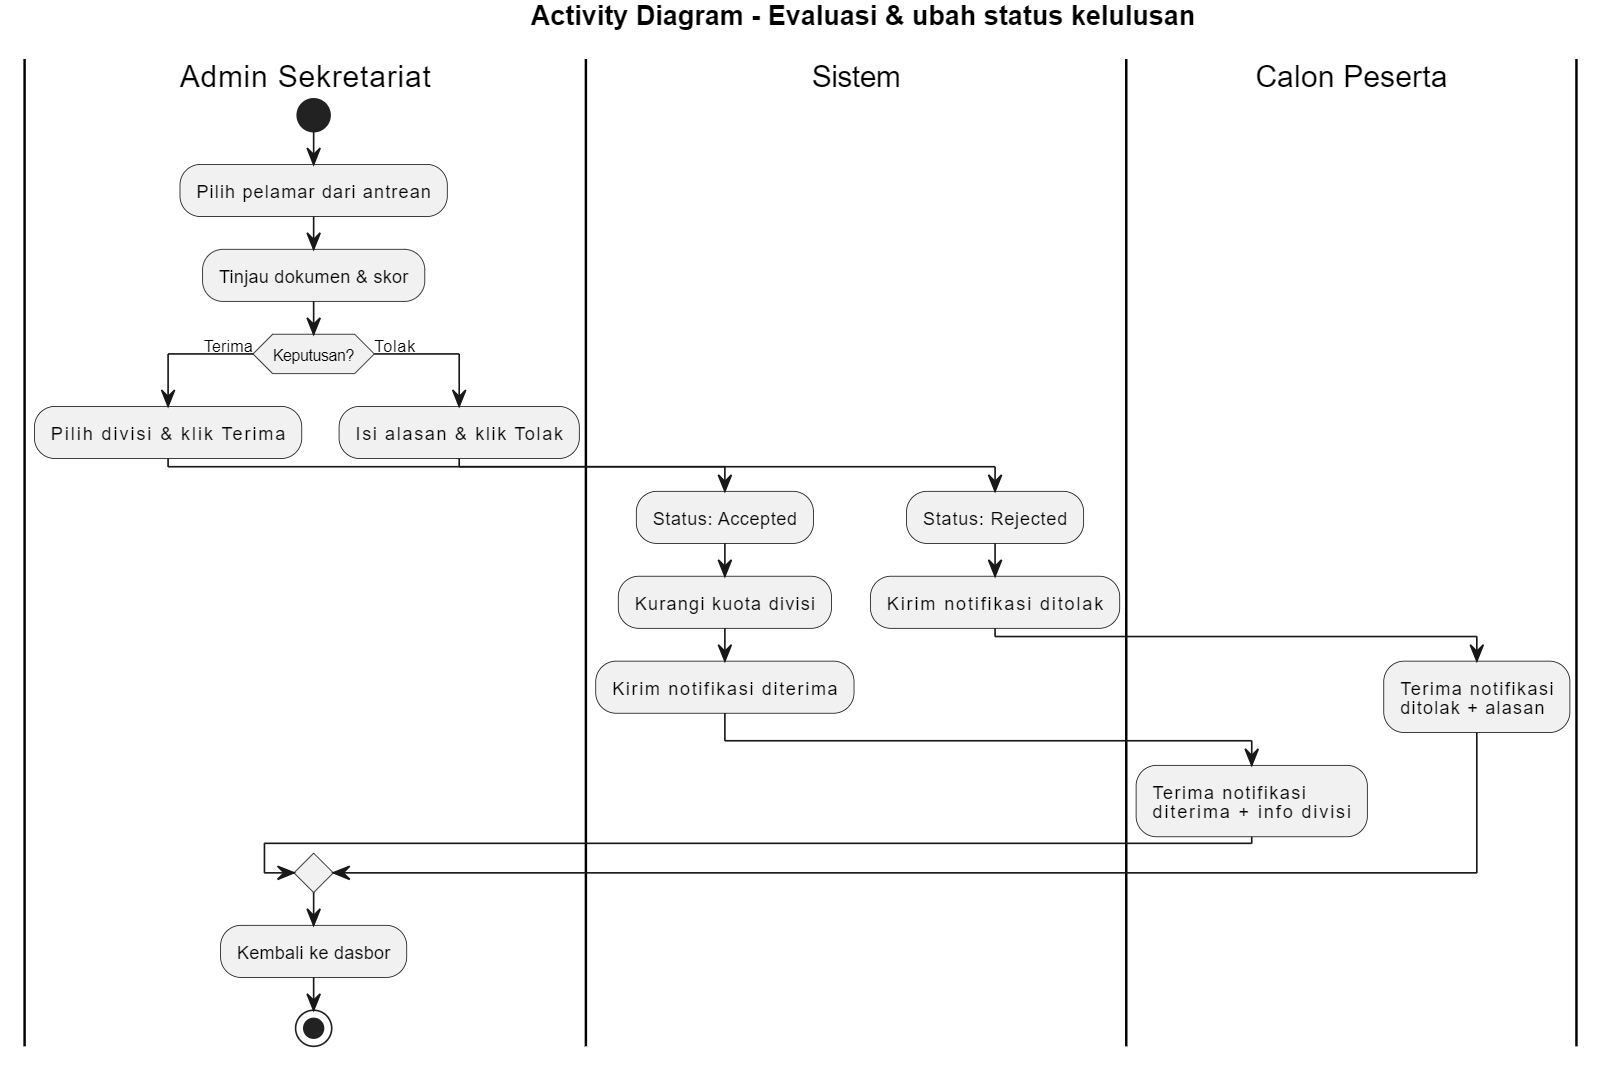 Activity Diagram - Evaluasi & ubah status kelulusan
Admin Sekretariat
Sistem
Calon Peserta
Pilih pelamar dari antrean
Tinjau dokumen & skor
Terima
Keputusan?
Tolak
Pilih divisi & klik Terima
Isi alasan & klik Tolak
Status: Accepted
Status: Rejected
Kurangi kuota divisi
Kirim notifikasi ditolak
Kirim notifikasi diterima
Terima notifikasi
ditolak + alasan
Terima notifikasi
diterima + info divisi
Kembali ke dasbor